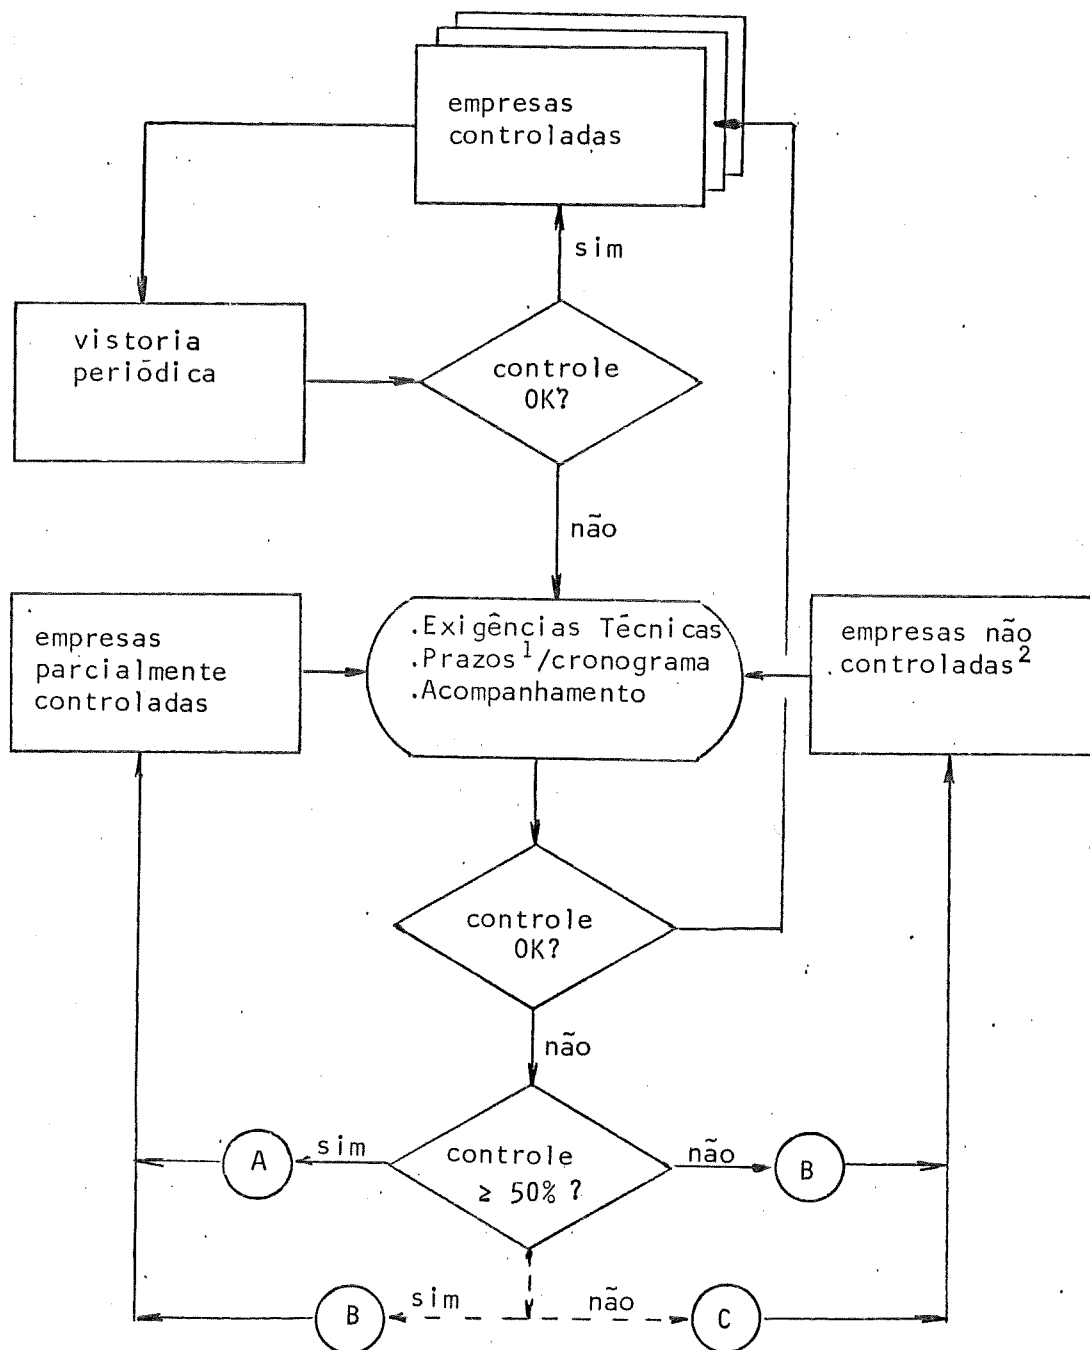 empresas
controladas
sim
vistoria
periódica
controle
OK?
não
empresas
parcialmente
controladas
.Exigências Técnicas
.Prazos¹/cronograma
.Acompanhamento
empresas não
controladas²
controle
OK?
não
A
sim
controle
≥ 50% ?
não
B
B
sim
não
C